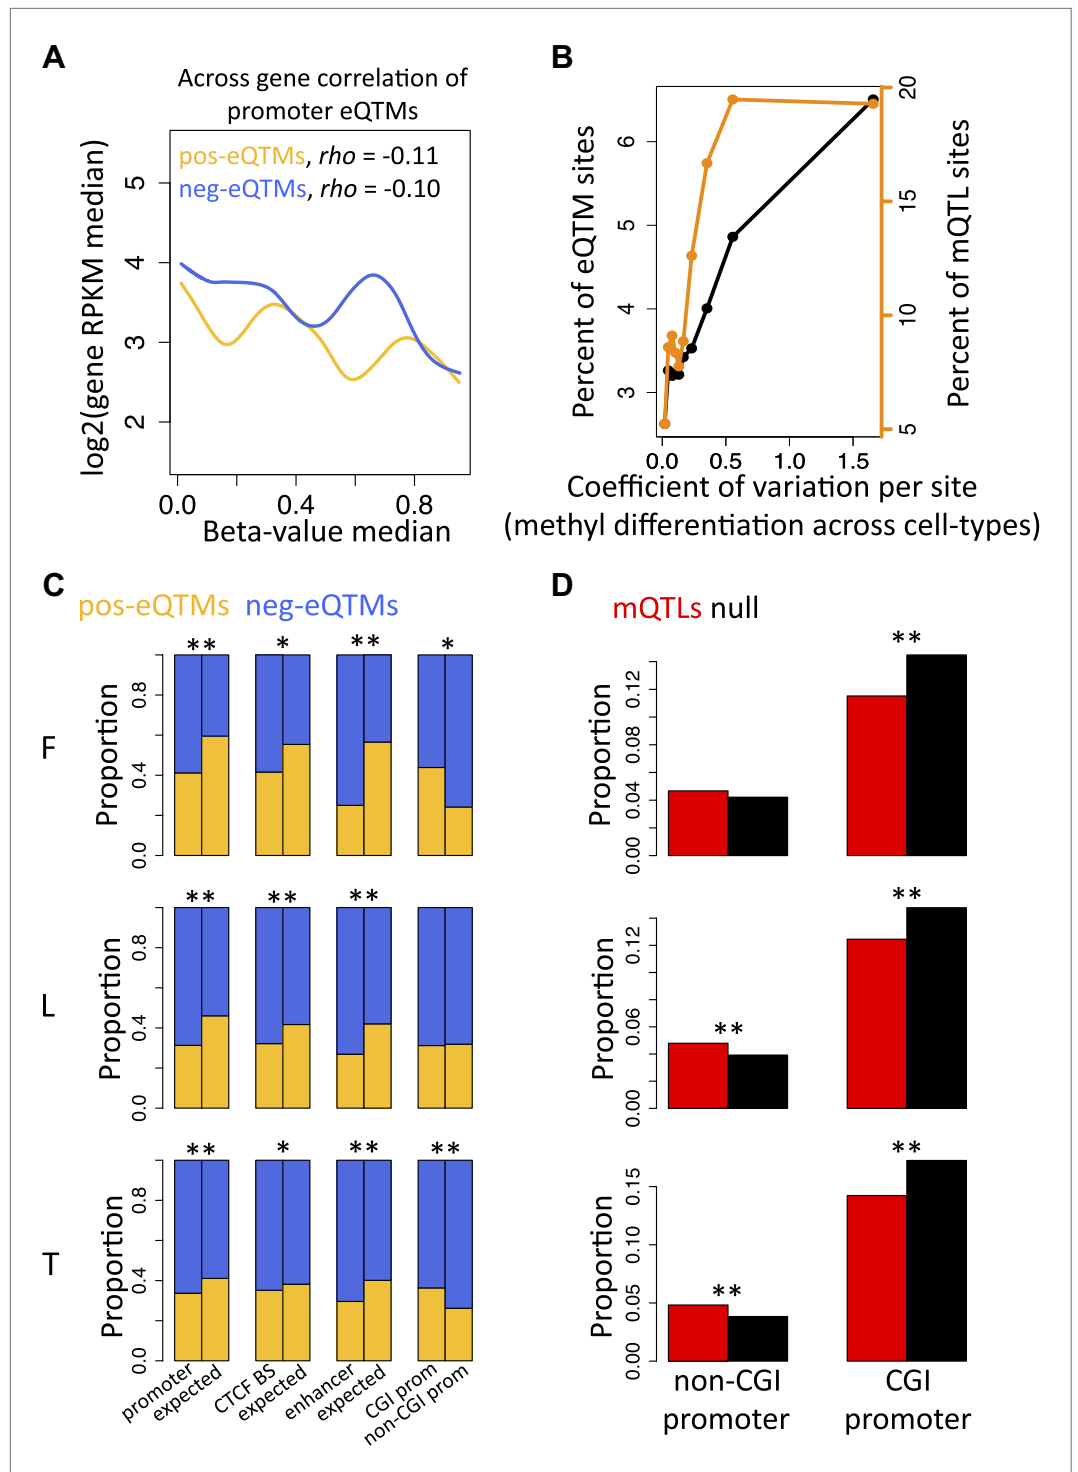 A
Across gene correlation of
promoter eQTMs
pos-eQTMs, rho = -0.11
neg-eQTMs, rho = -0.10
log2(gene RPKM median)
5
4
3
2
0.0 0.4 0.8
Beta-value median
B
Percent of eQTM sites
6
5
4
3
Percent of mQTL sites
20
15
10
5
0.0 0.5 1.0 1.5
Coefficient of variation per site
(methyl differentiation across cell-types)
C
pos-eQTMs neg-eQTMs
F
Proportion
0.8
0.4
0.0
** * ** *
L
Proportion
0.8
0.4
0.0
** ** **
T
Proportion
0.8
0.4
0.0
** * ** **
promoter
expected
CTCF BS
expected
enhancer
expected
CGI prom
non-CGI prom
D
mQTLs null
Proportion
0.12
0.08
0.04
0.00
**
Proportion
0.12
0.06
0.00
** **
Proportion
0.15
0.10
0.05
0.00
** **
non-CGI
promoter
CGI
promoter